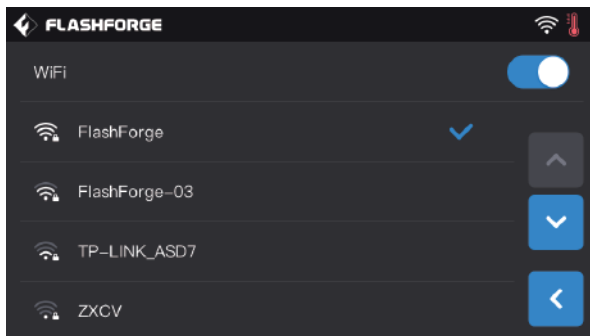 FLASHFORGE
WiFi
FlashForge
FlashForge-03
TP-LINK_ASD7
ZXCV